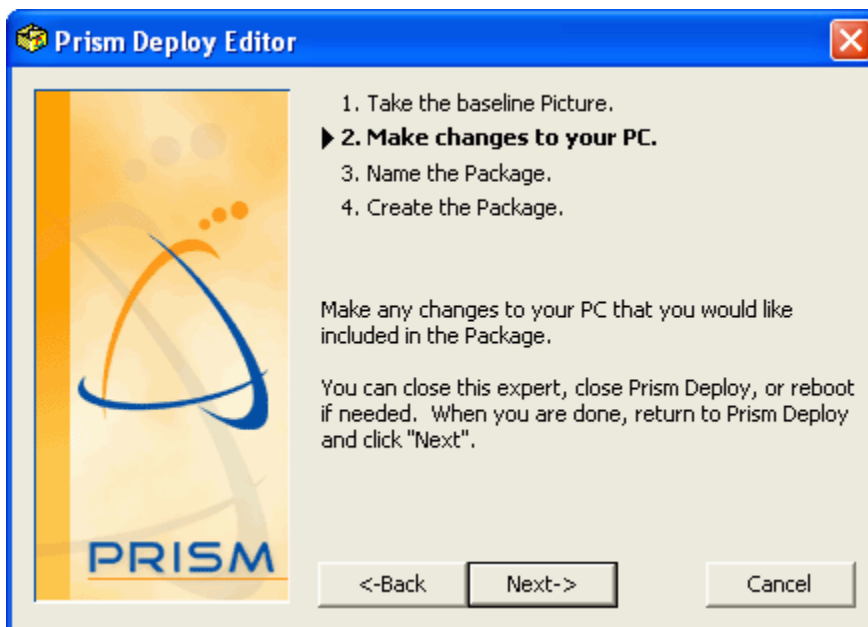 Prism Deploy Editor
1. Take the baseline Picture.
2. Make changes to your PC.
3. Name the Package.
4. Create the Package.
Make any changes to your PC that you would like
included in the Package.
You can close this expert, close Prism Deploy, or reboot
if needed. When you are done, return to Prism Deploy
and click "Next".
PRISM
<-Back
Next->
Cancel